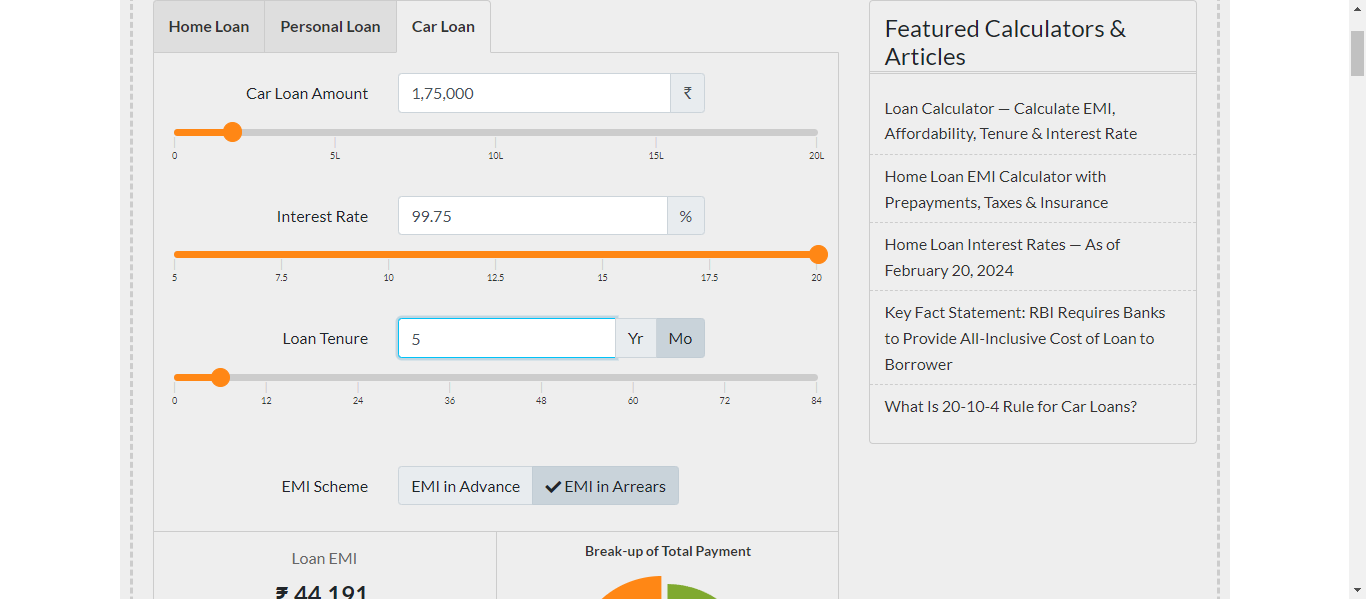 Home Loan
Personal Loan
Car Loan
Car Loan Amount
1,75,000
₹
0
5L
10L
15L
20L
Interest Rate
99.75
%
5
7.5
10
12.5
15
17.5
20
Loan Tenure
5
Yr
Mo
0
12
24
36
48
60
72
84
EMI Scheme
EMI in Advance
EMI in Arrears
Loan EMI
₹ 44,191
Break-up of Total Payment
Featured Calculators &
Articles
Loan Calculator — Calculate EMI,
Affordability, Tenure & Interest Rate
Home Loan EMI Calculator with
Prepayments, Taxes & Insurance
Home Loan Interest Rates — As of
February 20, 2024
Key Fact Statement: RBI Requires Banks
to Provide All-Inclusive Cost of Loan to
Borrower
What Is 20-10-4 Rule for Car Loans?